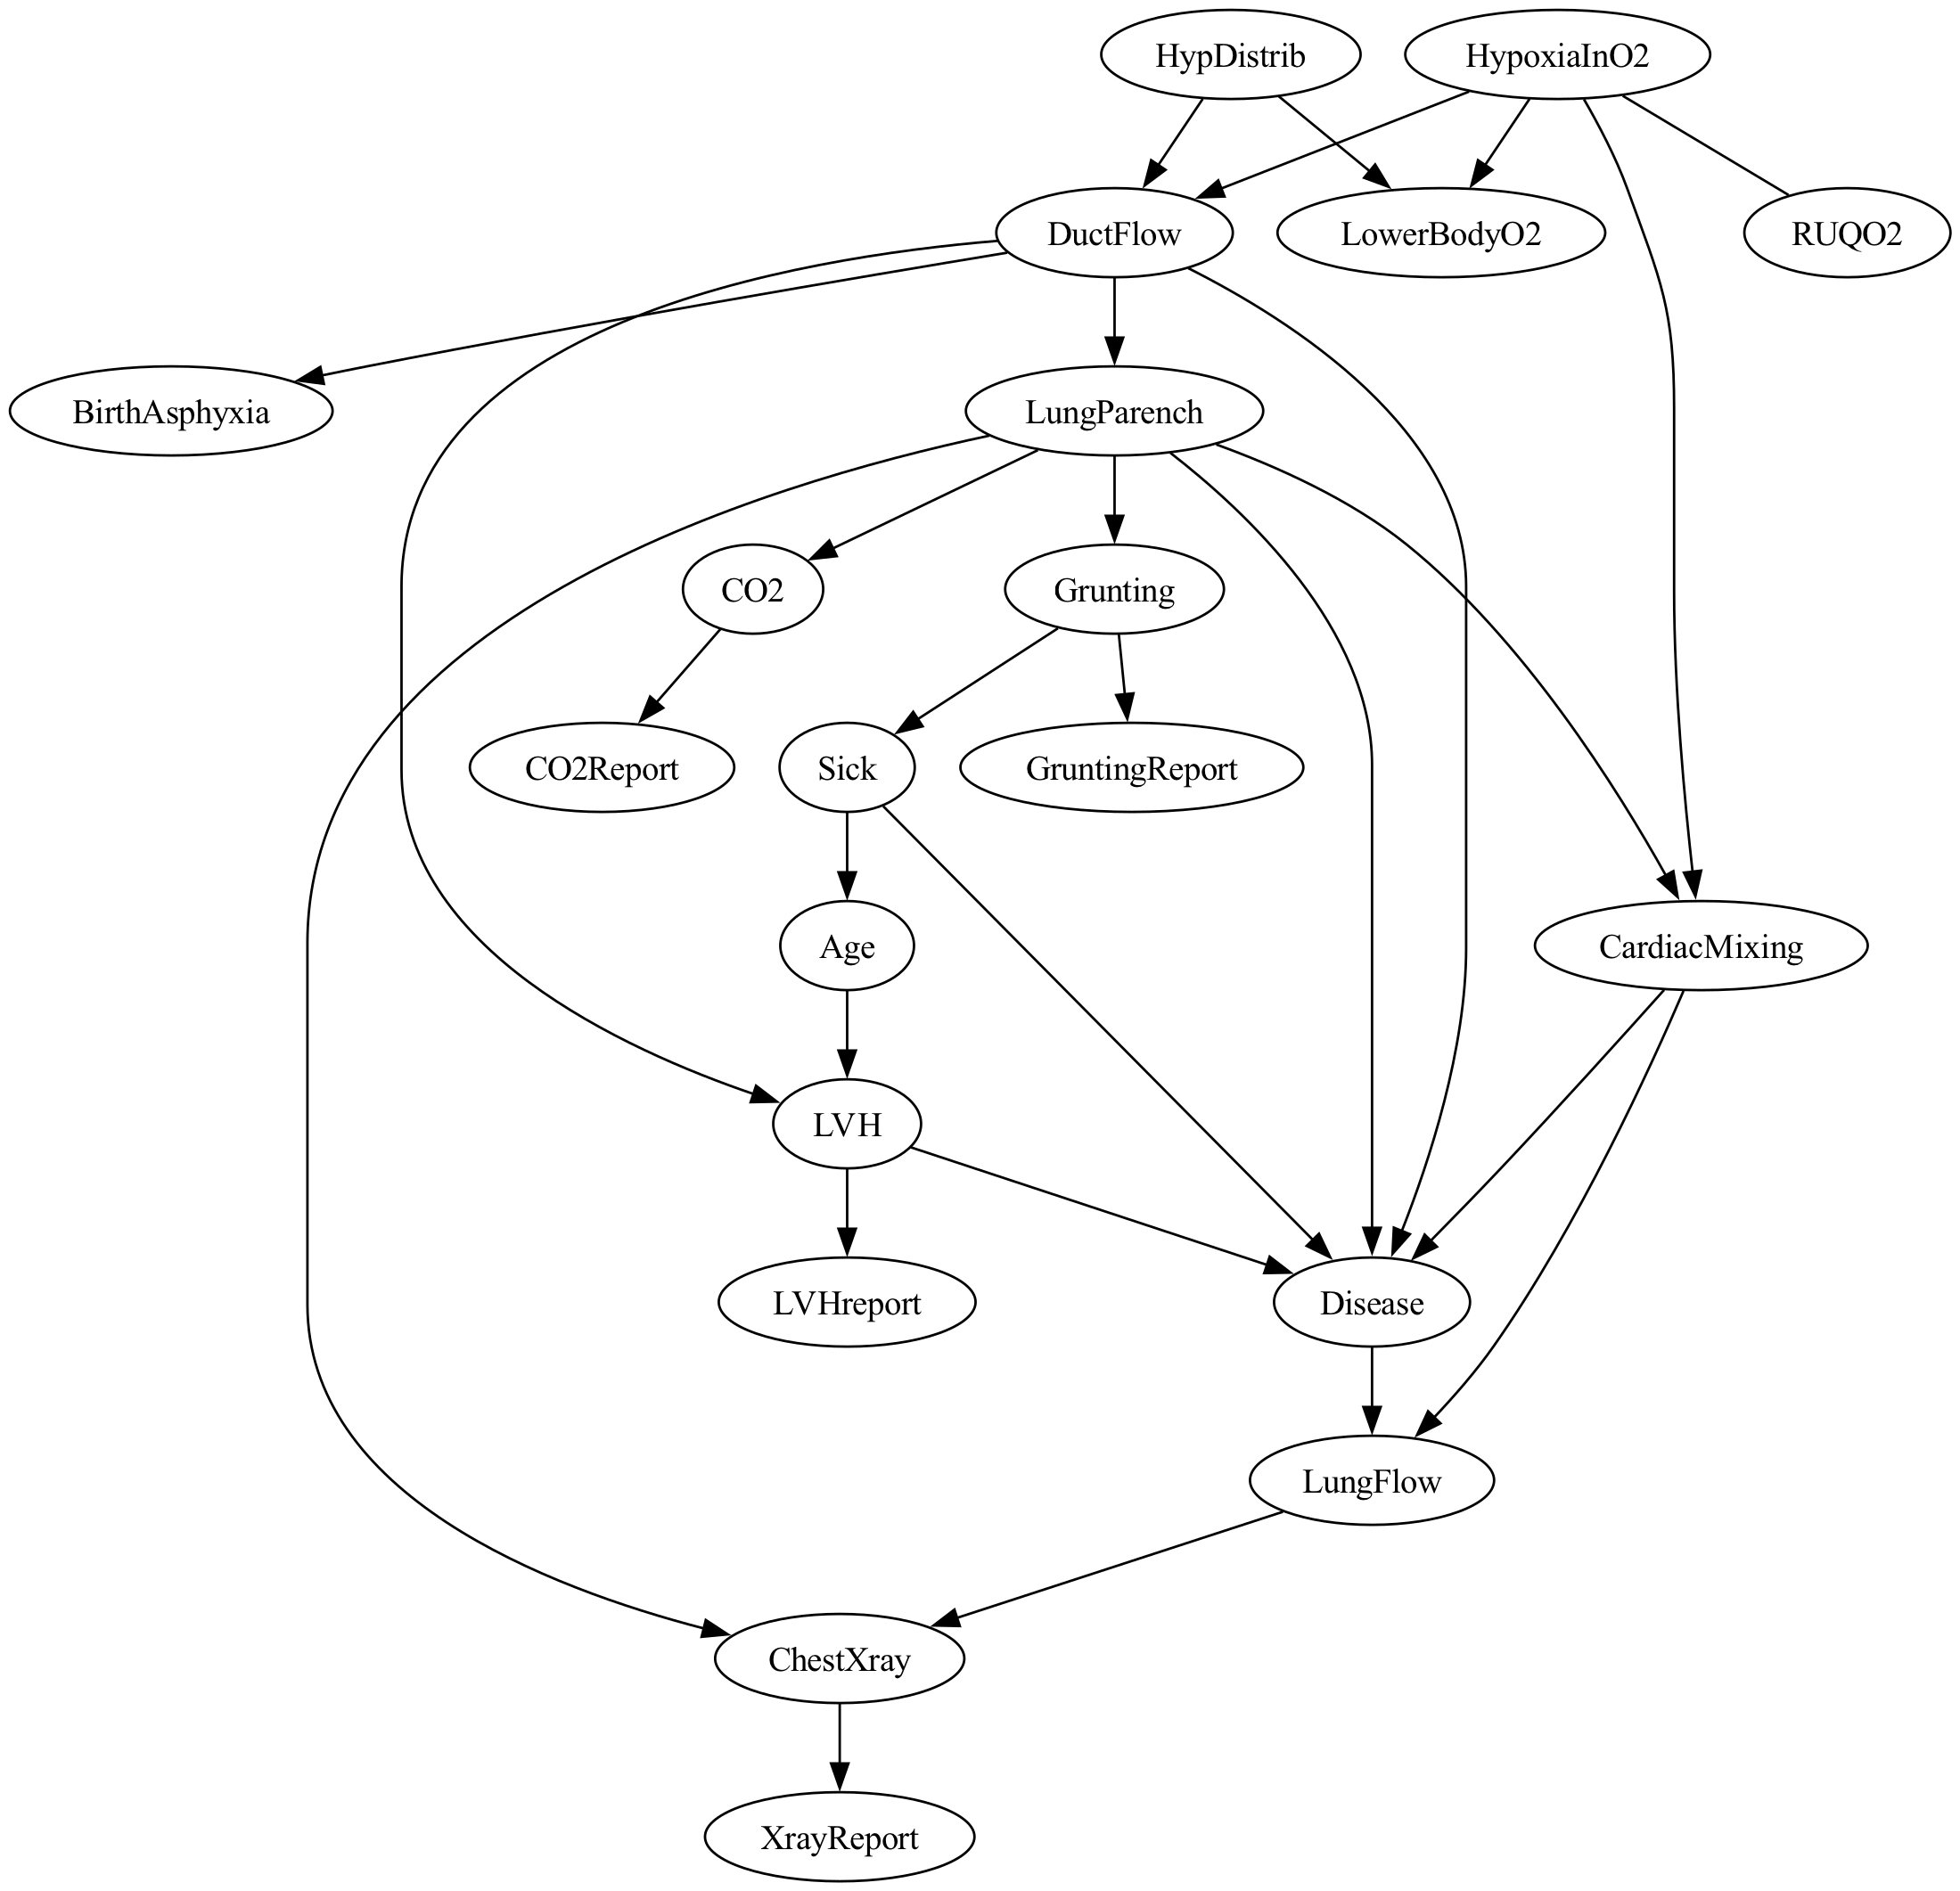 HypDistrib
HypoxiaInO2
DuctFlow
LowerBodyO2
RUQO2
BirthAsphyxia
LungParench
CO2
Grunting
CO2Report
Sick
GruntingReport
Age
CardiacMixing
LVH
LVHreport
Disease
LungFlow
ChestXray
XrayReport